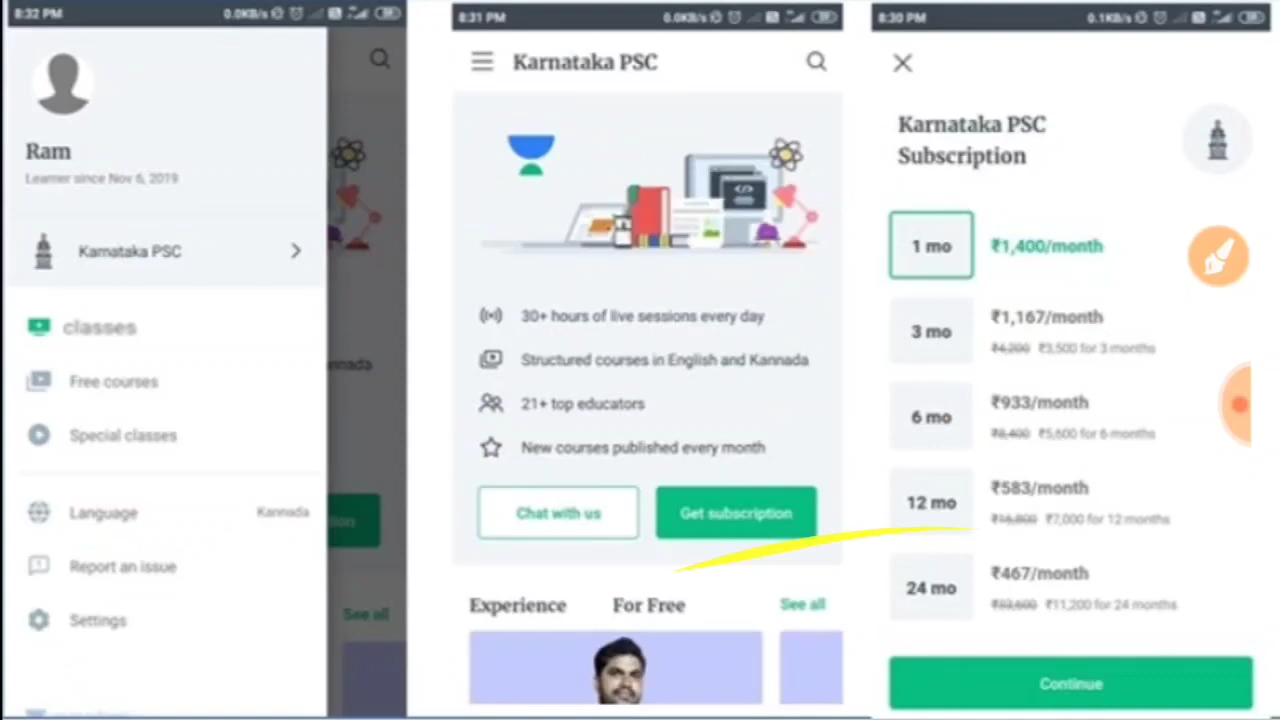 8:32 PM
0.0KB/s
Ram
Learner since Nov 6, 2019
Karnataka PSC
classes
Free courses
Special classes
Language
Kannada
Report an issue
Settings
See all
8:31 PM
0.0KB/s
Karnataka PSC
30+ hours of live sessions every day
Structured courses in English and Kannada
21+ top educators
New courses published every month
Chat with us
Get subscription
Experience For Free
See all
8:30 PM
0.1KB/s
Karnataka PSC
Subscription
1 mo
₹1,400/month
3 mo
₹1,167/month
₹4,200 ₹3,500 for 3 months
6 mo
₹933/month
₹8,400 ₹5,600 for 6 months
12 mo
₹583/month
₹16,800 ₹7,000 for 12 months
24 mo
₹467/month
₹33,600 ₹11,200 for 24 months
Continue